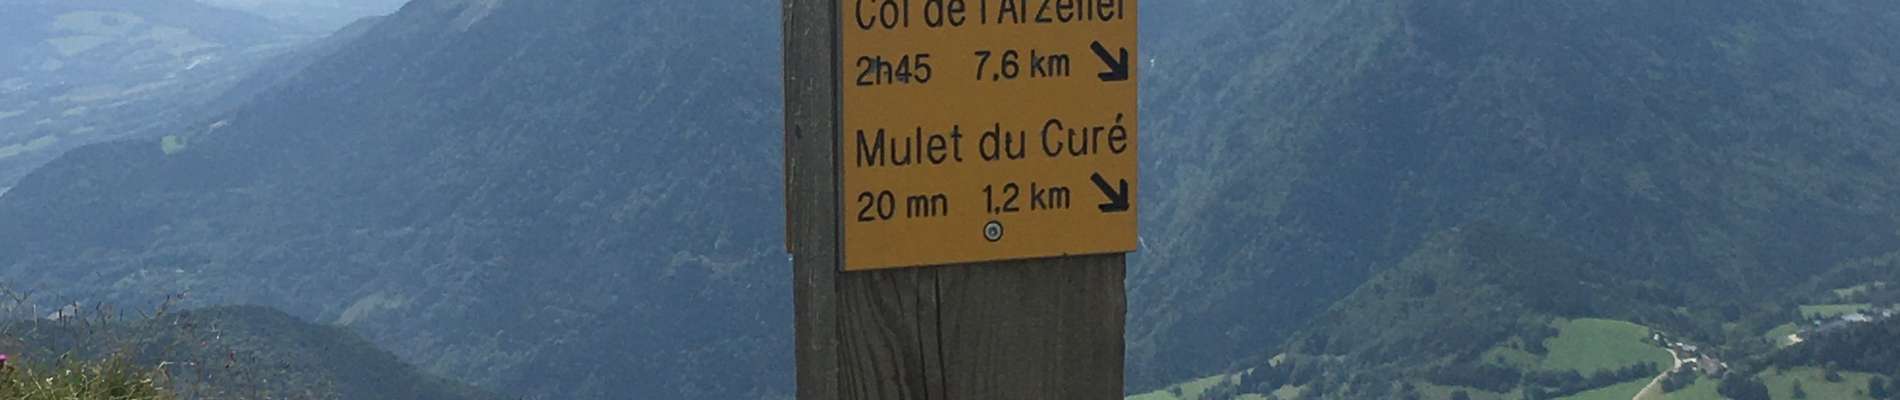 Col de l'Arzelier
2h45 7,6 km
Mulet du Curé
20 mn 1,2 km